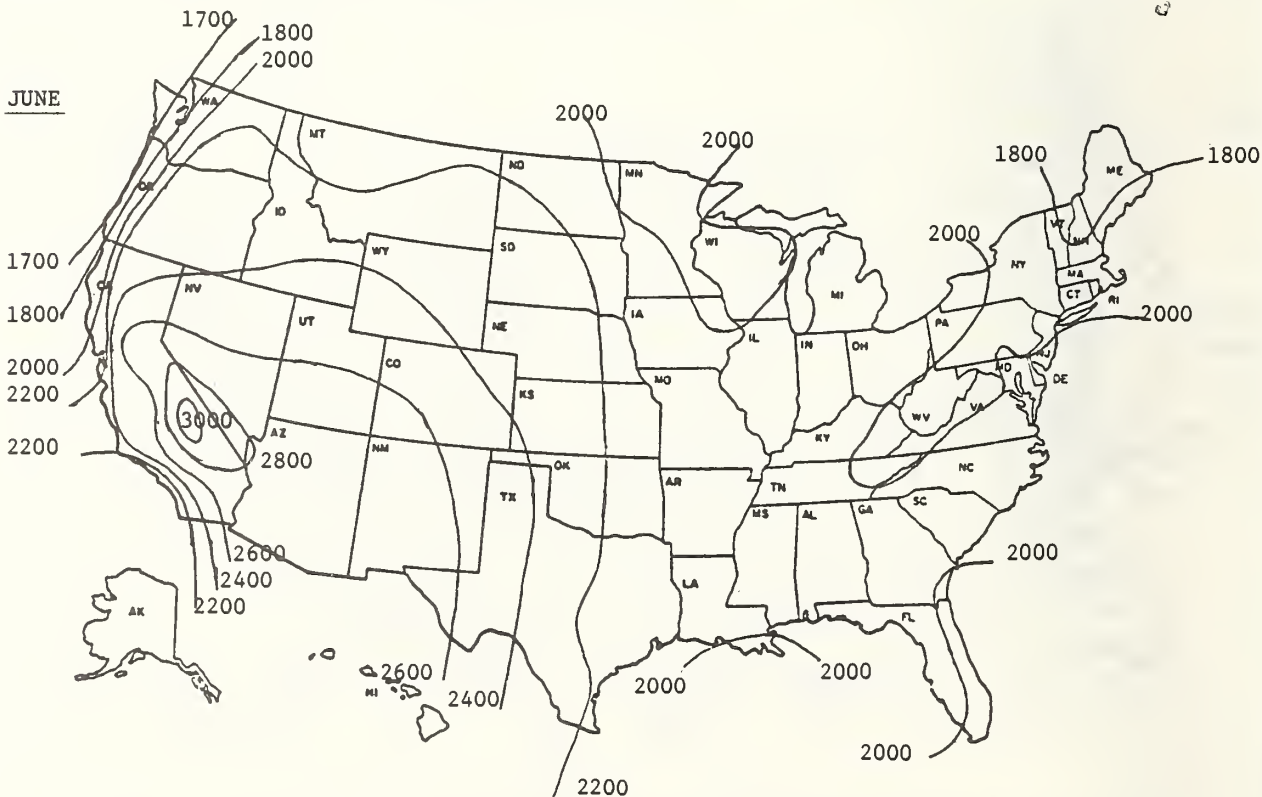 1700
1800
2000
JUNE
WA
MT
2000
2000
ND
MN
1800
1800
ME
OR
ID
WY
SD
WI
2000
VT
NH
NY
1700
CA
NV
MI
MA
CT
RI
1800
UT
NE
IA
2000
PA
2000
CO
IL
IN
OH
NJ
2200
KS
MO
MD
DE
3000
WV
VA
2200
2800
AZ
NM
KY
OK
TX
AR
TN
NC
MS
AL
GA
SC
2600
2400
2200
2000
AK
LA
FL
HI
2600
2400
2000
2000
2000
2200